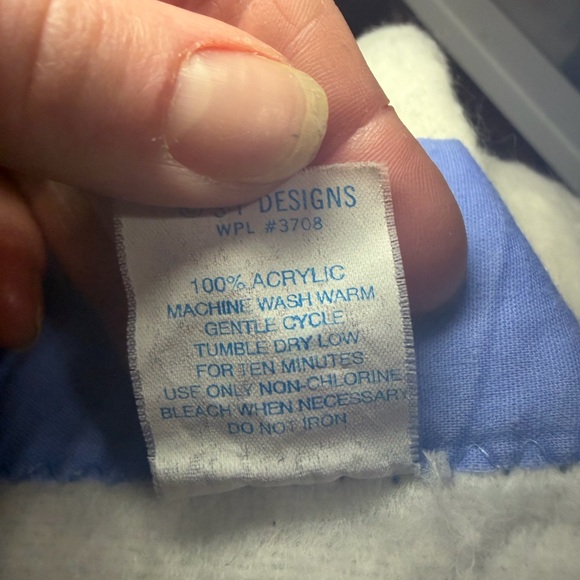 DESIGNS
WPL #3708
100% ACRYLIC
MACHINE WASH WARM
GENTLE CYCLE
TUMBLE DRY LOW
FOR TEN MINUTES
USE ONLY NON-CHLORINE
BLEACH WHEN NECESSARY
DO NOT IRON